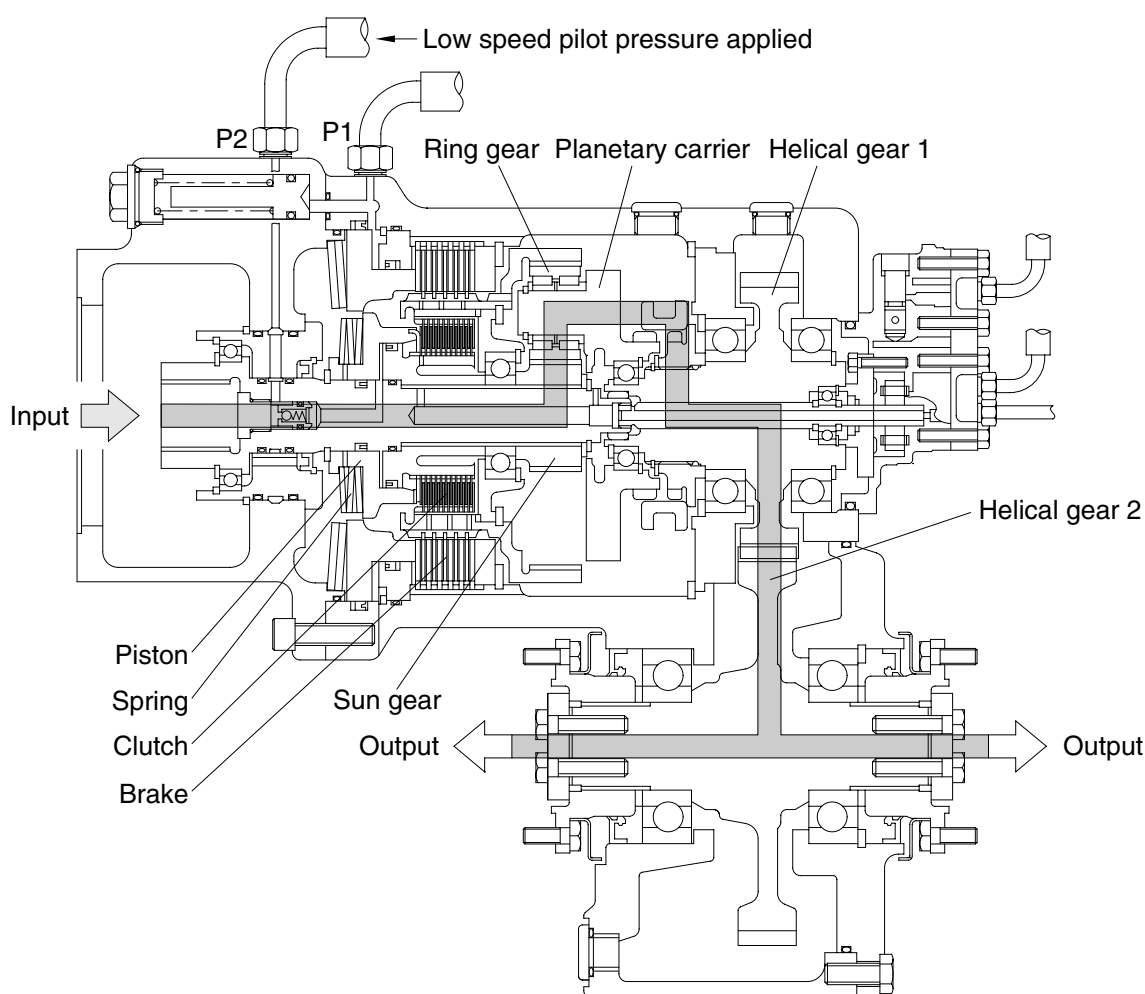 Low speed pilot pressure applied
P2
P1
Ring gear
Planetary carrier
Helical gear 1
Input
Helical gear 2
Piston
Spring
Sun gear
Clutch
Output
Output
Brake